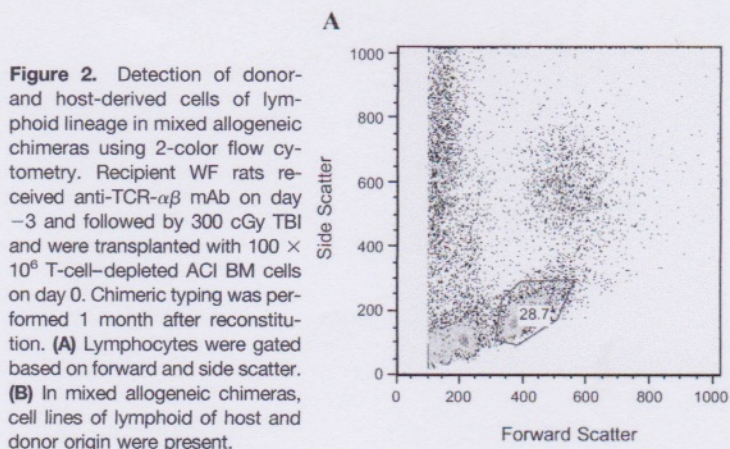 A
Figure 2. Detection of donor-
and host-derived cells of lym-
phoid lineage in mixed allogeneic
chimeras using 2-color flow cy-
tometry. Recipient WF rats re-
ceived anti-TCR-αβ mAb on day
−3 and followed by 300 cGy TBI
and were transplanted with 100 ×
10⁶ T-cell–depleted ACI BM cells
on day 0. Chimeric typing was per-
formed 1 month after reconstitu-
tion. (A) Lymphocytes were gated
based on forward and side scatter.
(B) In mixed allogeneic chimeras,
cell lines of lymphoid of host and
donor origin were present.
Side Scatter
1000
800
600
400
200
0
28.7
0 200 400 600 800 1000
Forward Scatter